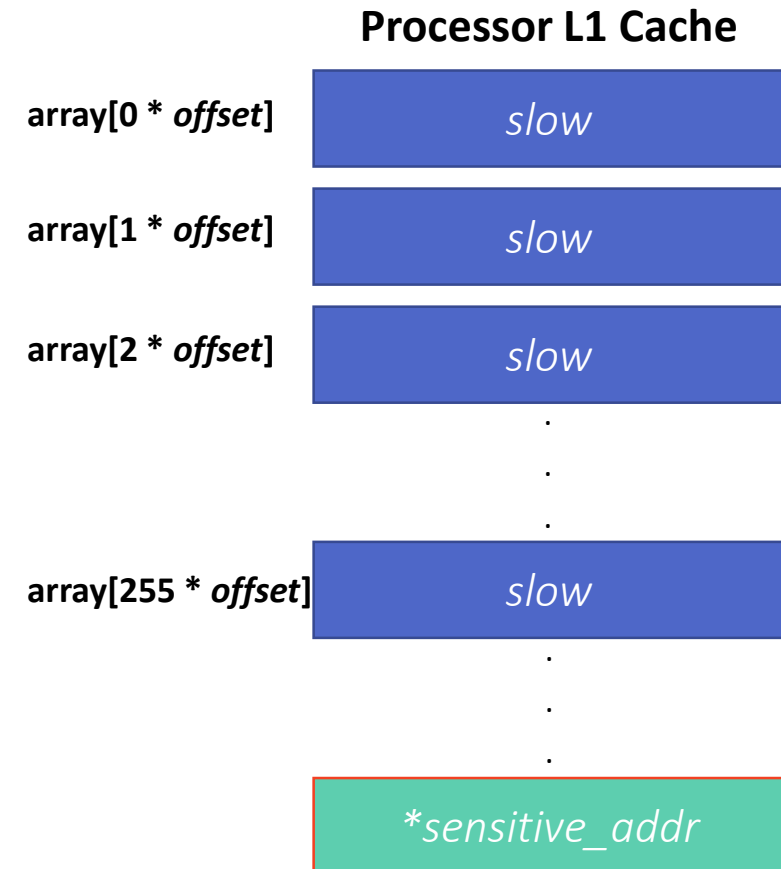 Processor L1 Cache
array[0 * offset] slow
array[1 * offset] slow
array[2 * offset] slow
.
.
.
array[255 * offset] slow
.
.
.
*sensitive_addr